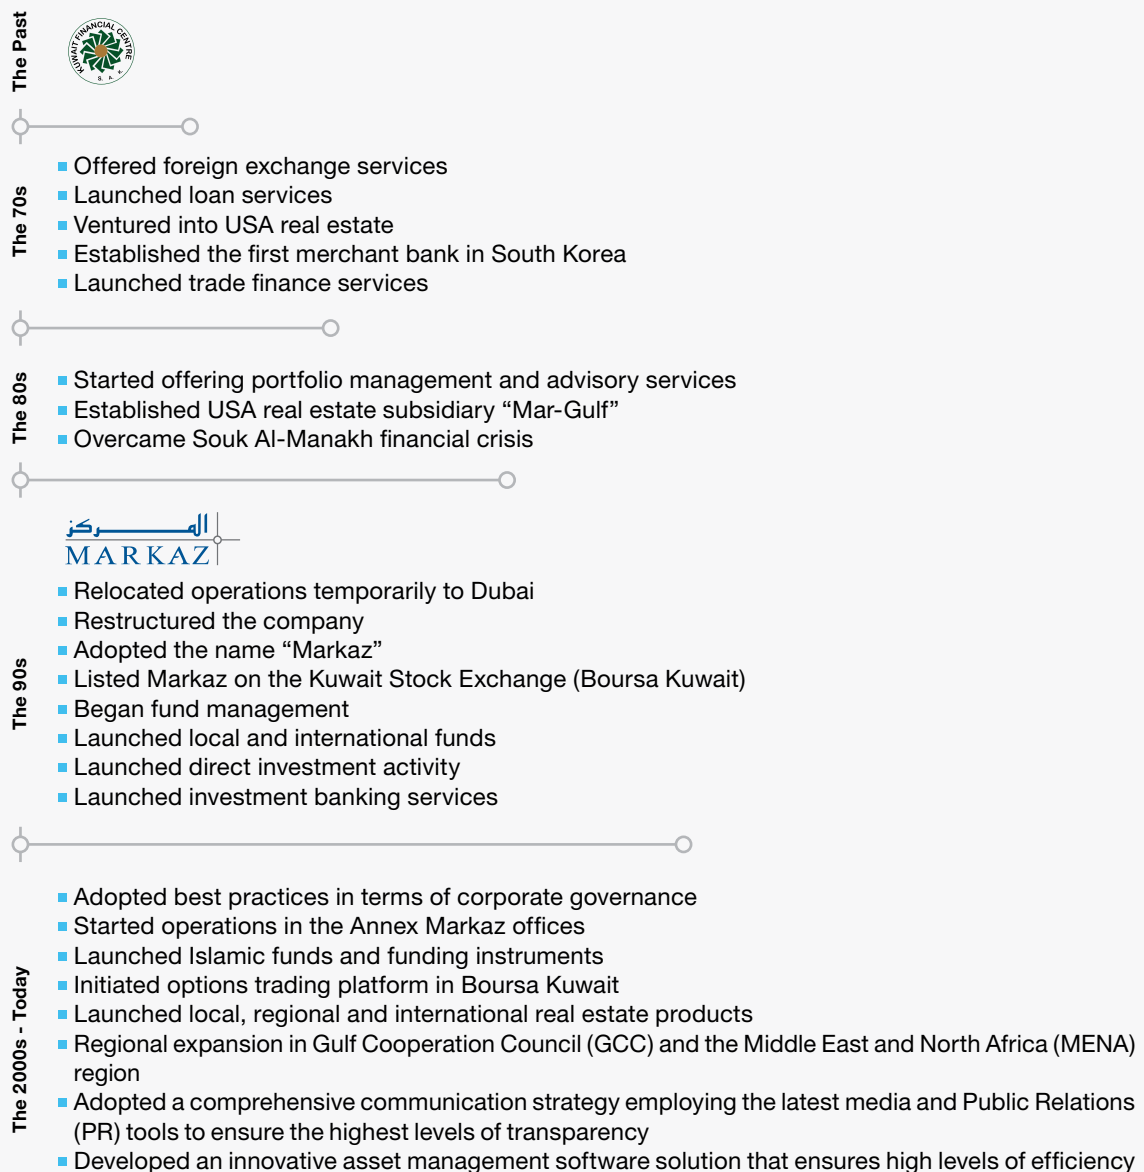 The Past
KUWAIT FINANCIAL CENTRE
S. A. K.
The 70s
Offered foreign exchange services
Launched loan services
Ventured into USA real estate
Established the first merchant bank in South Korea
Launched trade finance services
The 80s
Started offering portfolio management and advisory services
Established USA real estate subsidiary “Mar-Gulf”
Overcame Souk Al-Manakh financial crisis
المركز
MARKAZ
The 90s
Relocated operations temporarily to Dubai
Restructured the company
Adopted the name “Markaz”
Listed Markaz on the Kuwait Stock Exchange (Boursa Kuwait)
Began fund management
Launched local and international funds
Launched direct investment activity
Launched investment banking services
The 2000s - Today
Adopted best practices in terms of corporate governance
Started operations in the Annex Markaz offices
Launched Islamic funds and funding instruments
Initiated options trading platform in Boursa Kuwait
Launched local, regional and international real estate products
Regional expansion in Gulf Cooperation Council (GCC) and the Middle East and North Africa (MENA)
region
Adopted a comprehensive communication strategy employing the latest media and Public Relations
(PR) tools to ensure the highest levels of transparency
Developed an innovative asset management software solution that ensures high levels of efficiency